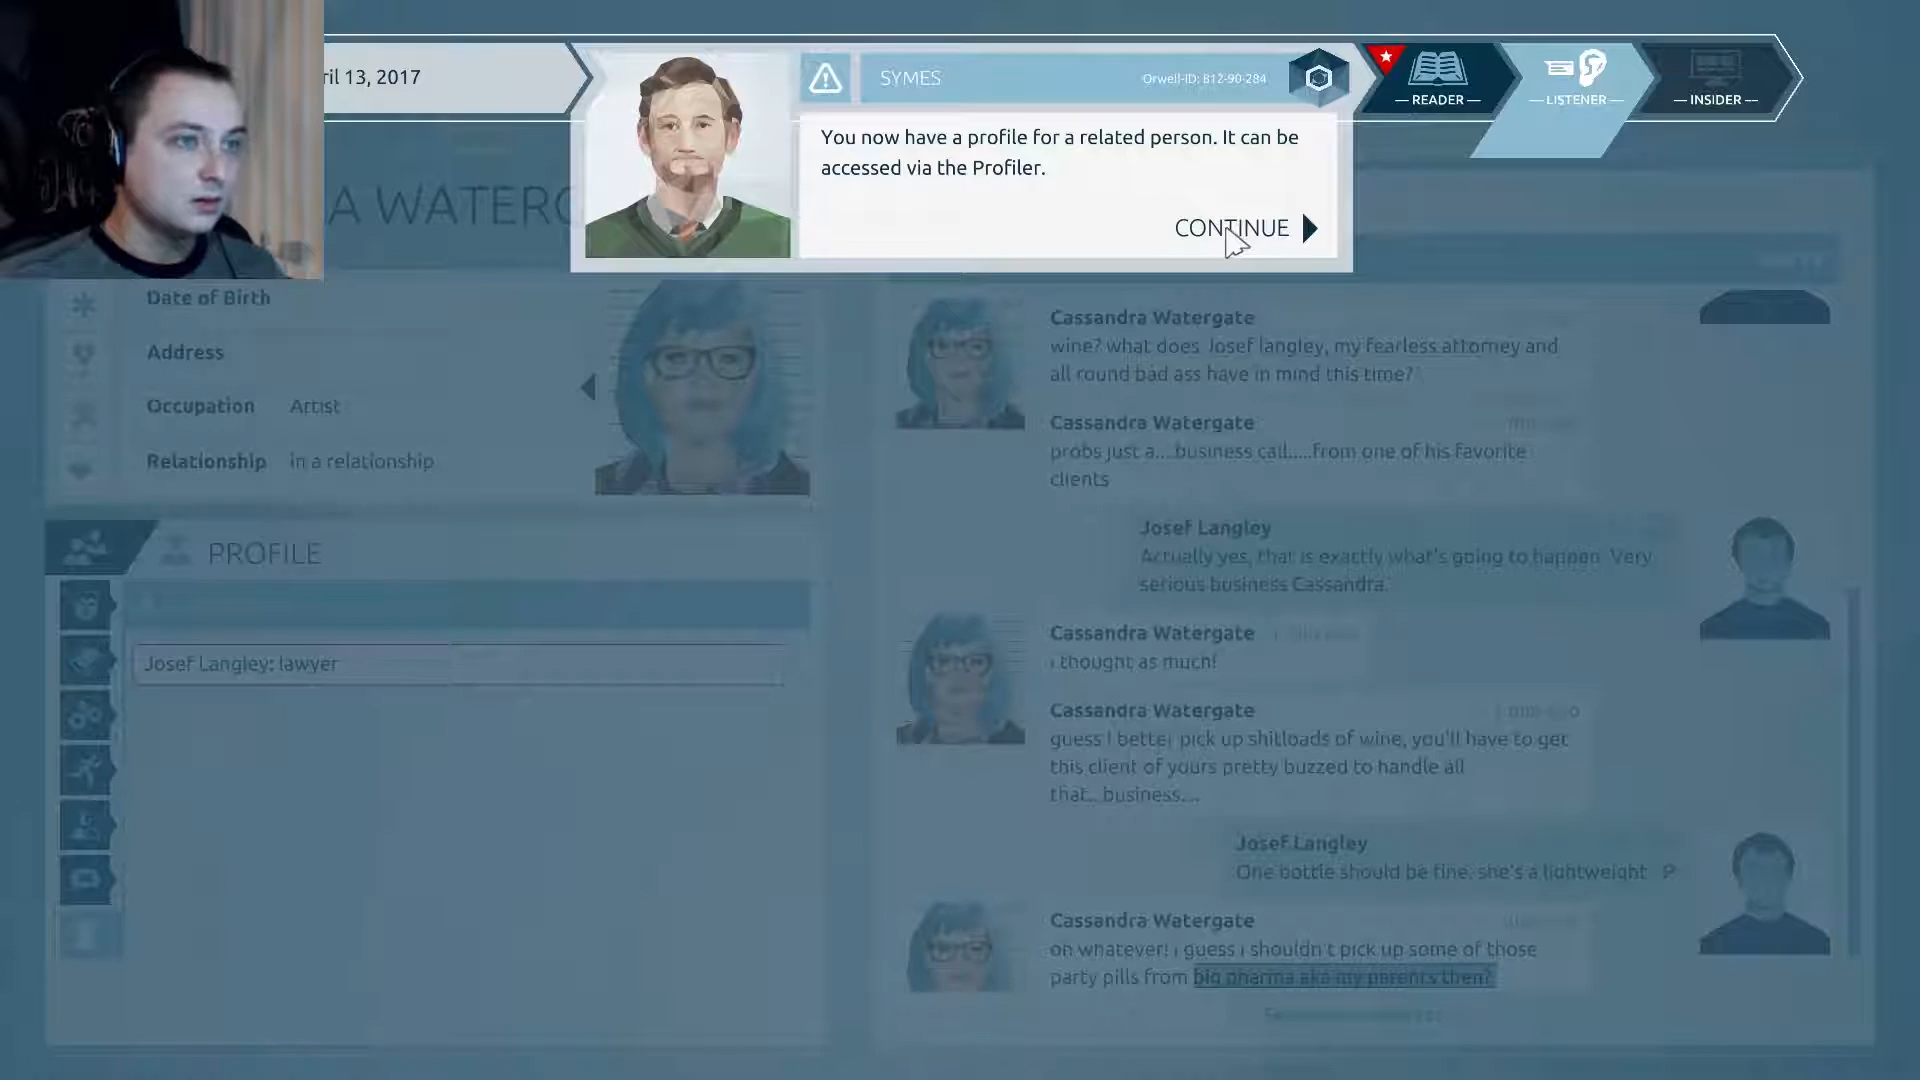 ril 13, 2017
SYMES
Orwell-ID: 812-90-284
You now have a profile for a related person. It can be
accessed via the Profiler.
CONTINUE
READER
LISTENER
INSIDER
A WATERG
Date of Birth
Address
Occupation Artist
Relationship in a relationship
PROFILE
Josef Langley: lawyer
Cassandra Watergate
wine? what does Josef langley, my fearless attorney and
all round bad ass have in mind this time?
Cassandra Watergate
probs just a....business call.....from one of his favorite
clients
Josef Langley
Actually yes, that is exactly what's going to happen. Very
serious business Cassandra.
Cassandra Watergate
i thought as much!
Cassandra Watergate
guess i better pick up shitloads of wine, you'll have to get
this client of yours pretty buzzed to handle all
that...business....
Josef Langley
One bottle should be fine, she's a lightweight P
Cassandra Watergate
oh whatever! i guess i shouldn't pick up some of those
party pills from big pharma aka my parents then?